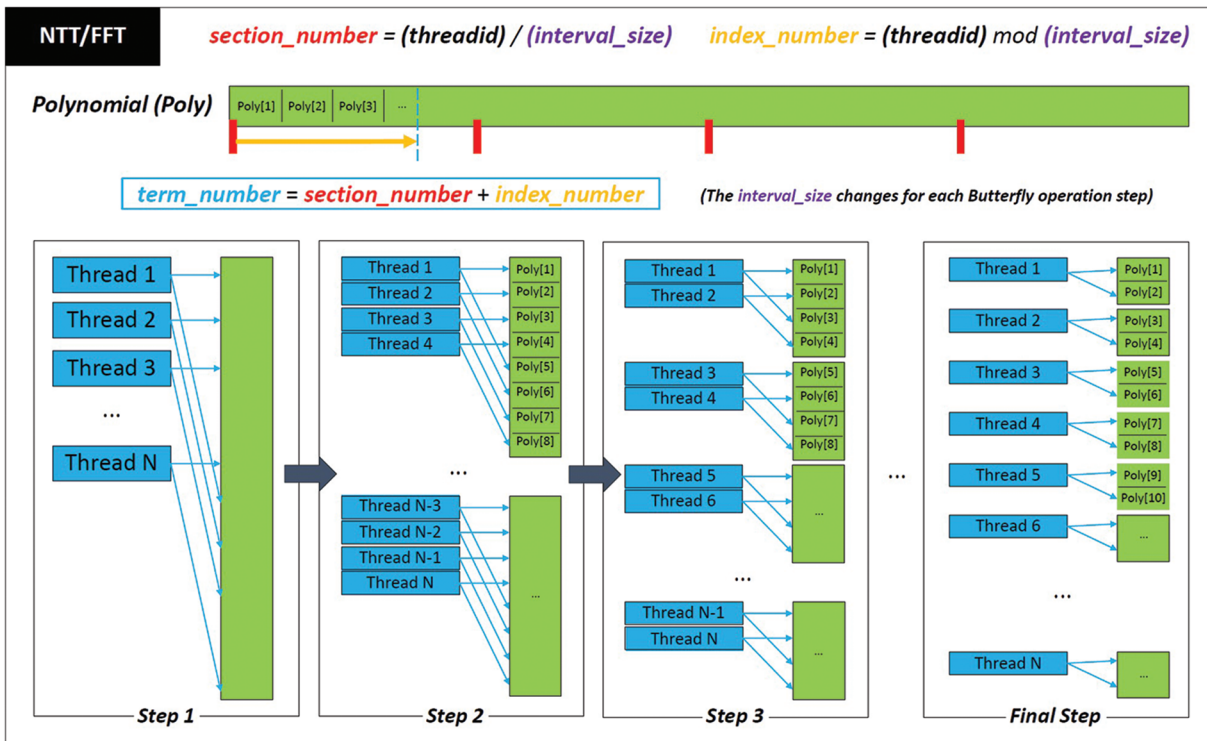 NTT/FFT
section_number = (threadid) / (interval_size) index_number = (threadid) mod (interval_size)
Polynomial (Poly)
Poly[1] Poly[2] Poly[3] ...
term_number = section_number + index_number
(The interval_size changes for each Butterfly operation step)
Thread 1
Thread 2
Thread 3
...
Thread N
Step 1
Thread 1
Thread 2
Thread 3
Thread 4
Poly[1]
Poly[2]
Poly[3]
Poly[4]
Poly[5]
Poly[6]
Poly[7]
Poly[8]
...
Thread N-3
Thread N-2
Thread N-1
Thread N
...
Step 2
Thread 1
Thread 2
Poly[1]
Poly[2]
Poly[3]
Poly[4]
Thread 3
Thread 4
Poly[5]
Poly[6]
Poly[7]
Poly[8]
Thread 5
Thread 6
...
...
Thread N-1
Thread N
...
Step 3
...
Thread 1
Poly[1]
Poly[2]
Thread 2
Poly[3]
Poly[4]
Thread 3
Poly[5]
Poly[6]
Thread 4
Poly[7]
Poly[8]
Thread 5
Poly[9]
Poly[10]
Thread 6
...
...
Thread N
...
Final Step